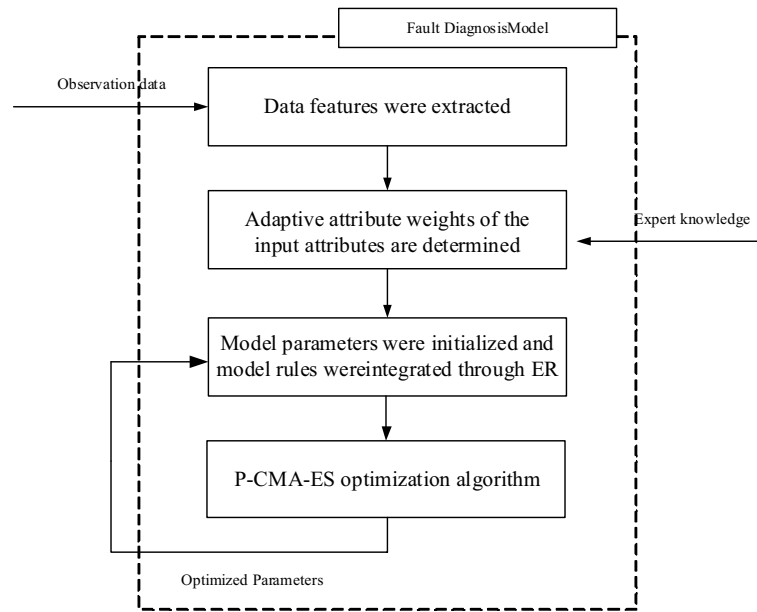 Fault DiagnosisModel
Observation data
Data features were extracted
Adaptive attribute weights of the
input attributes are determined
Expert knowledge
Model parameters were initialized and
model rules wereintegrated through ER
P-CMA-ES optimization algorithm
Optimized Parameters